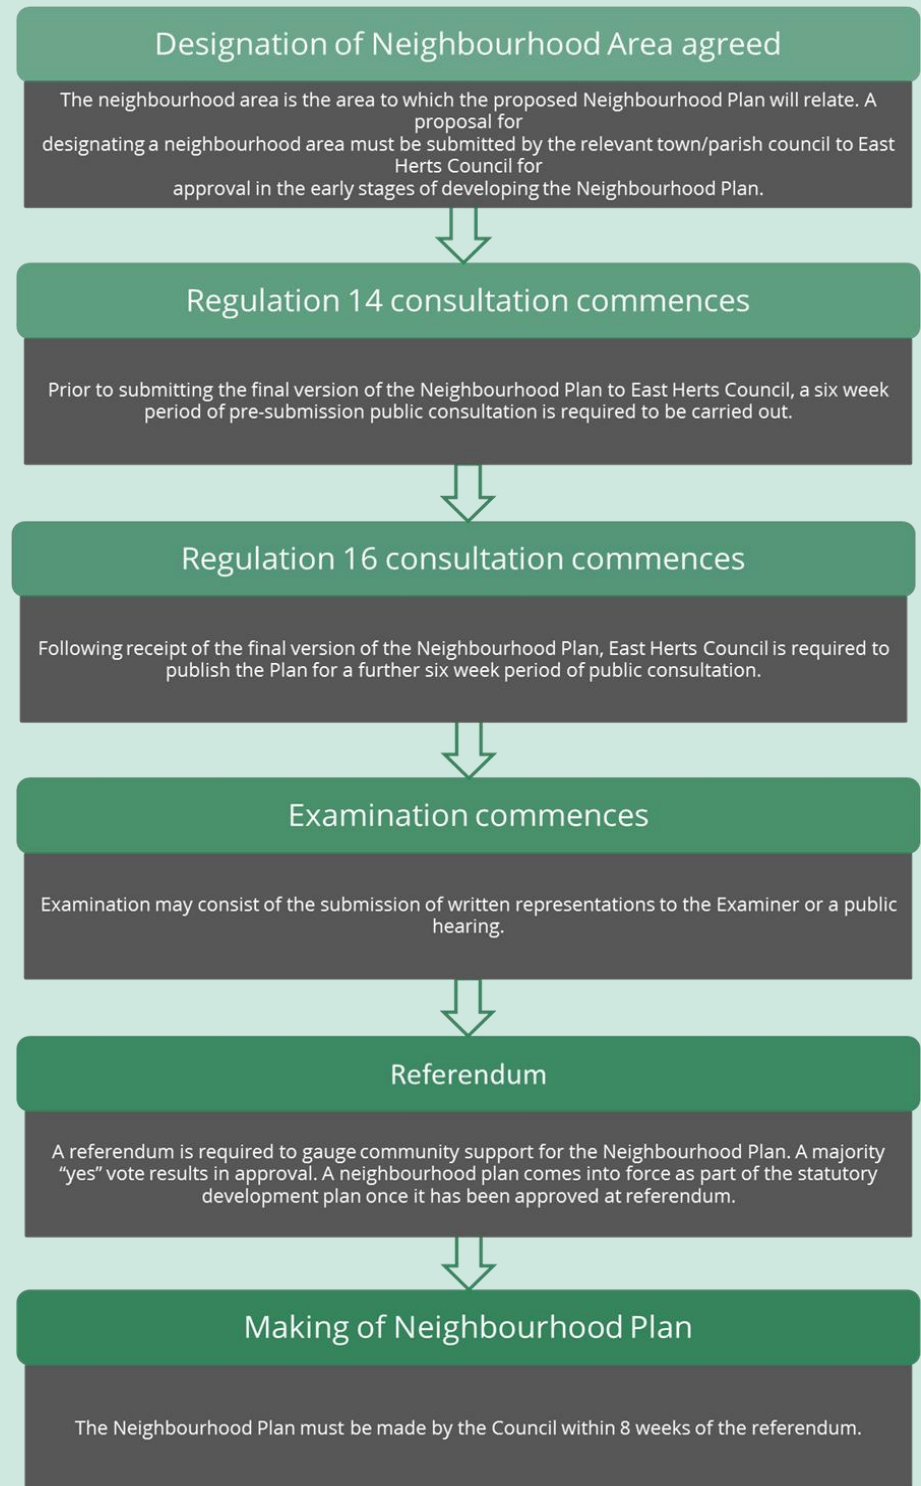 Designation of Neighbourhood Area agreed
The neighbourhood area is the area to which the proposed Neighbourhood Plan will relate. A
proposal for
designating a neighbourhood area must be submitted by the relevant town/parish council to East
Herts Council for
approval in the early stages of developing the Neighbourhood Plan.
Regulation 14 consultation commences
Prior to submitting the final version of the Neighbourhood Plan to East Herts Council, a six week
period of pre-submission public consultation is required to be carried out.
Regulation 16 consultation commences
Following receipt of the final version of the Neighbourhood Plan, East Herts Council is required to
publish the Plan for a further six week period of public consultation.
Examination commences
Examination may consist of the submission of written representations to the Examiner or a public
hearing.
Referendum
A referendum is required to gauge community support for the Neighbourhood Plan. A majority
“yes” vote results in approval. A neighbourhood plan comes into force as part of the statutory
development plan once it has been approved at referendum.
Making of Neighbourhood Plan
The Neighbourhood Plan must be made by the Council within 8 weeks of the referendum.